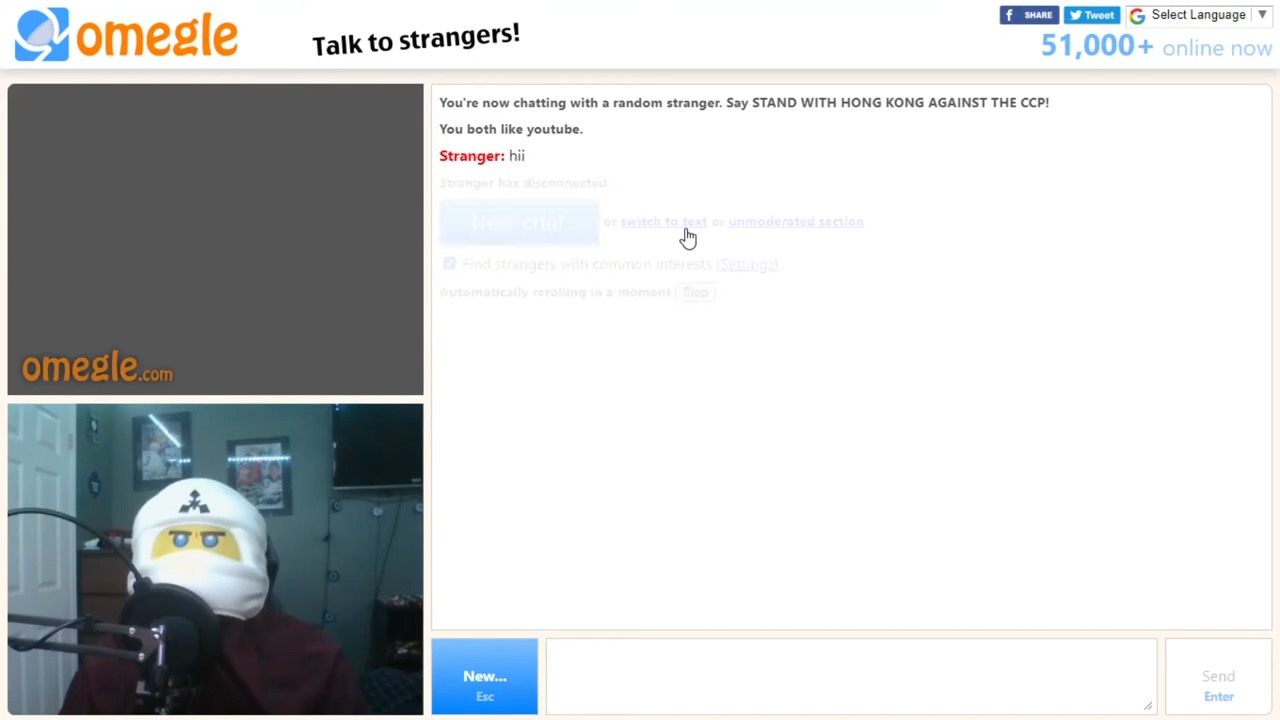 omegle
Talk to strangers!
SHARE
Tweet
Select Language ▼
51,000+ online now
You're now chatting with a random stranger. Say STAND WITH HONG KONG AGAINST THE CCP!
You both like youtube.
Stranger: hii
Stranger has disconnected.
New chat or switch to text or unmoderated section
Find strangers with common interests (Settings)
Automatically rerolling in a moment Stop
omegle.com
New...
Esc
Send
Enter